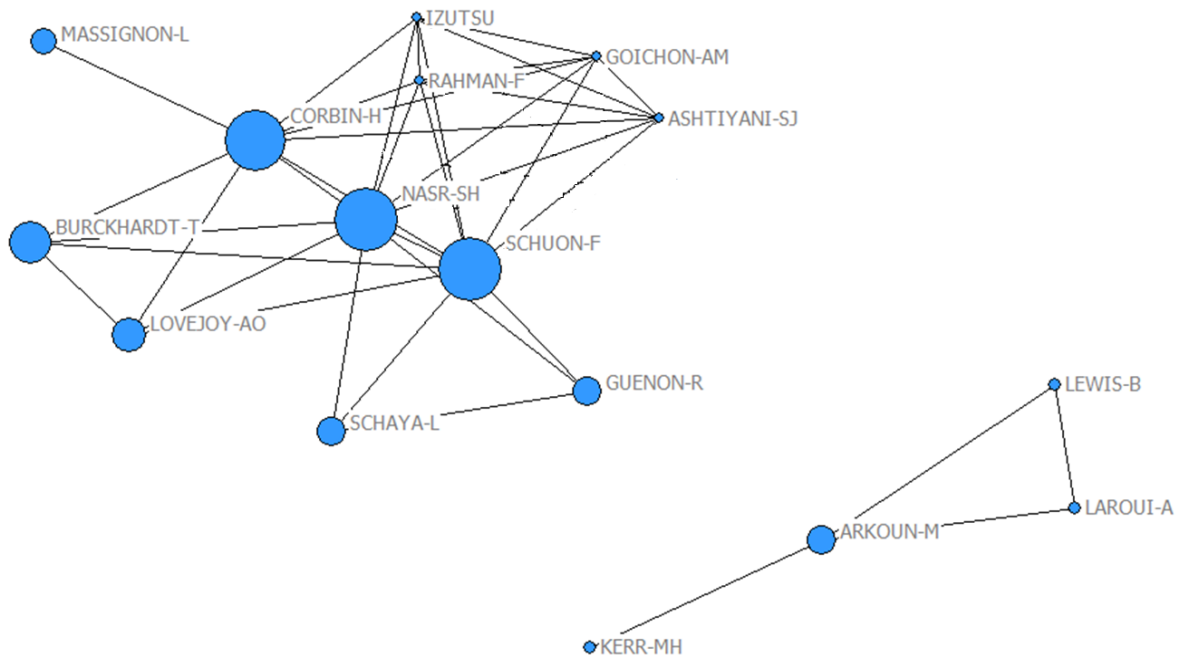 IZUTSU
MASSIGNON-L
GOICHON-AM
RAHMAN-F
CORBIN-H
ASHTIYANI-SJ
NASR-SH
BURCKHARDT-T
SCHUON-F
LOVEJOY-AO
GUENON-R
LEWIS-B
SCHAYA-L
LAROUI-A
ARKOUN-M
KERR-MH